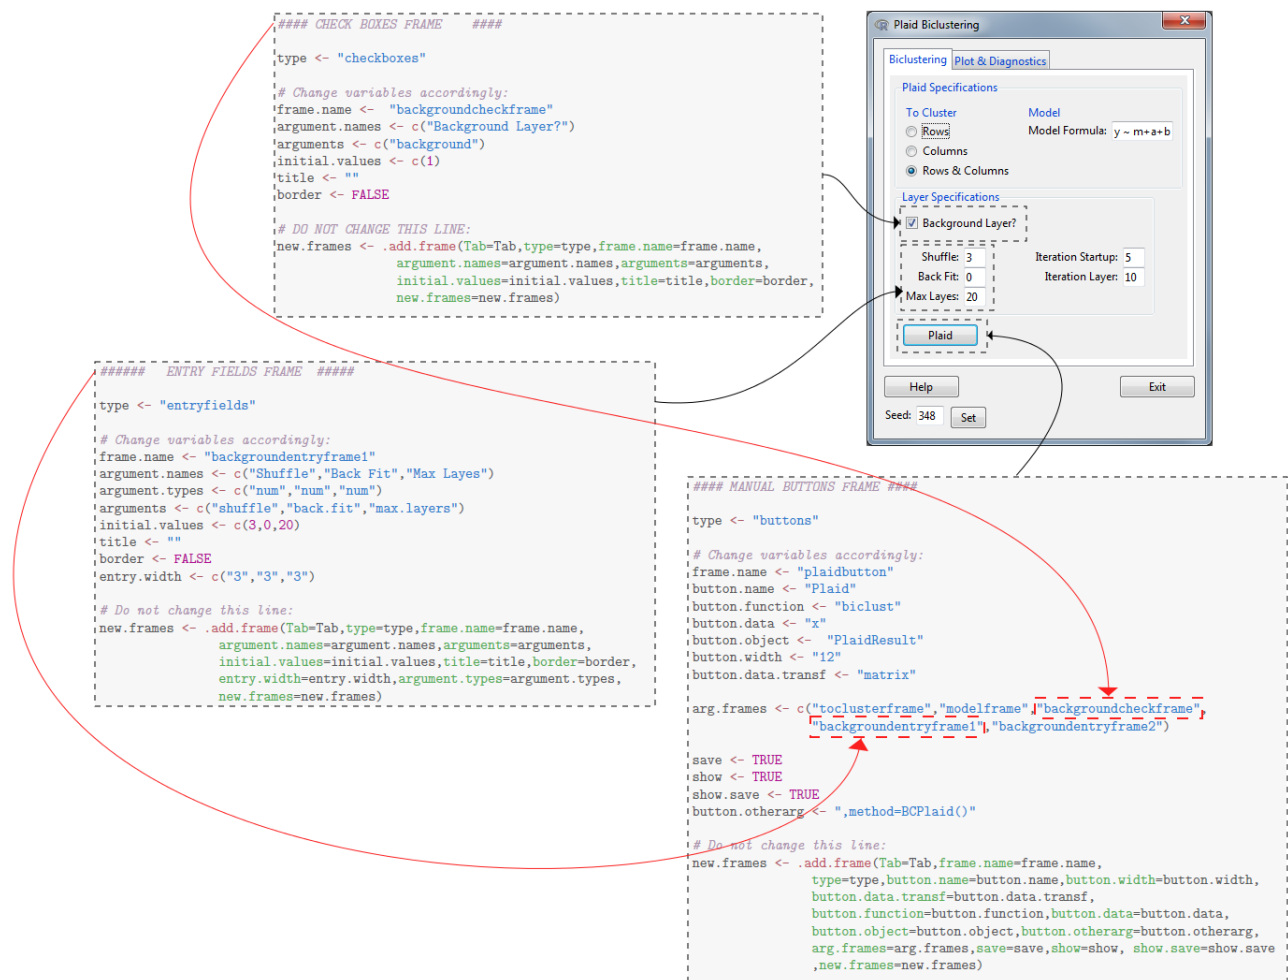 #### CHECK BOXES FRAME    ####
type <- "checkboxes"
# Change variables accordingly:
frame.name <-  "backgroundcheckframe"
argument.names <- c("Background Layer?")
arguments <- c("background")
initial.values <- c(1)
title <- ""
border <- FALSE
# DO NOT CHANGE THIS LINE:
new.frames <- .add.frame(Tab=Tab,type=type,frame.name=frame.name,
argument.names=argument.names,arguments=arguments,
initial.values=initial.values,title=title,border=border,
new.frames=new.frames)
Plaid Biclustering
Biclustering
Plot & Diagnostics
Plaid Specifications
To Cluster
Model
Rows
Model Formula: y ~ m+a+b
Columns
Rows & Columns
Layer Specifications
Background Layer?
Shuffle: 3
Iteration Startup: 5
Back Fit: 0
Iteration Layer: 10
Max Layes: 20
Plaid
Help
Exit
Seed: 348
Set
######   ENTRY FIELDS FRAME  #####
type <- "entryfields"
# Change variables accordingly:
frame.name <- "backgroundentryframe1"
argument.names <- c("Shuffle","Back Fit","Max Layes")
argument.types <- c("num","num","num")
arguments <- c("shuffle","back.fit","max.layers")
initial.values <- c(3,0,20)
title <- ""
border <- FALSE
entry.width <- c("3","3","3")
# Do not change this line:
new.frames <- .add.frame(Tab=Tab,type=type,frame.name=frame.name,
argument.names=argument.names,arguments=arguments,
initial.values=initial.values,title=title,border=border,
entry.width=entry.width,argument.types=argument.types,
new.frames=new.frames)
#### MANUAL BUTTONS FRAME ####
type <- "buttons"
# Change variables accordingly:
frame.name <- "plaidbutton"
button.name <- "Plaid"
button.function <- "biclust"
button.data <- "x"
button.object <-  "PlaidResult"
button.width <- "12"
button.data.transf <- "matrix"
arg.frames <- c("toclusterframe","modelframe","backgroundcheckframe",
"backgroundentryframe1","backgroundentryframe2")
save <- TRUE
show <- TRUE
show.save <- TRUE
button.otherarg <- ",method=BCPlaid()"
# Do not change this line:
new.frames <- .add.frame(Tab=Tab,frame.name=frame.name,
type=type,button.name=button.name,button.width=button.width,
button.data.transf=button.data.transf,
button.function=button.function,button.data=button.data,
button.object=button.object,button.otherarg=button.otherarg,
arg.frames=arg.frames,save=save,show=show, show.save=show.save
,new.frames=new.frames)